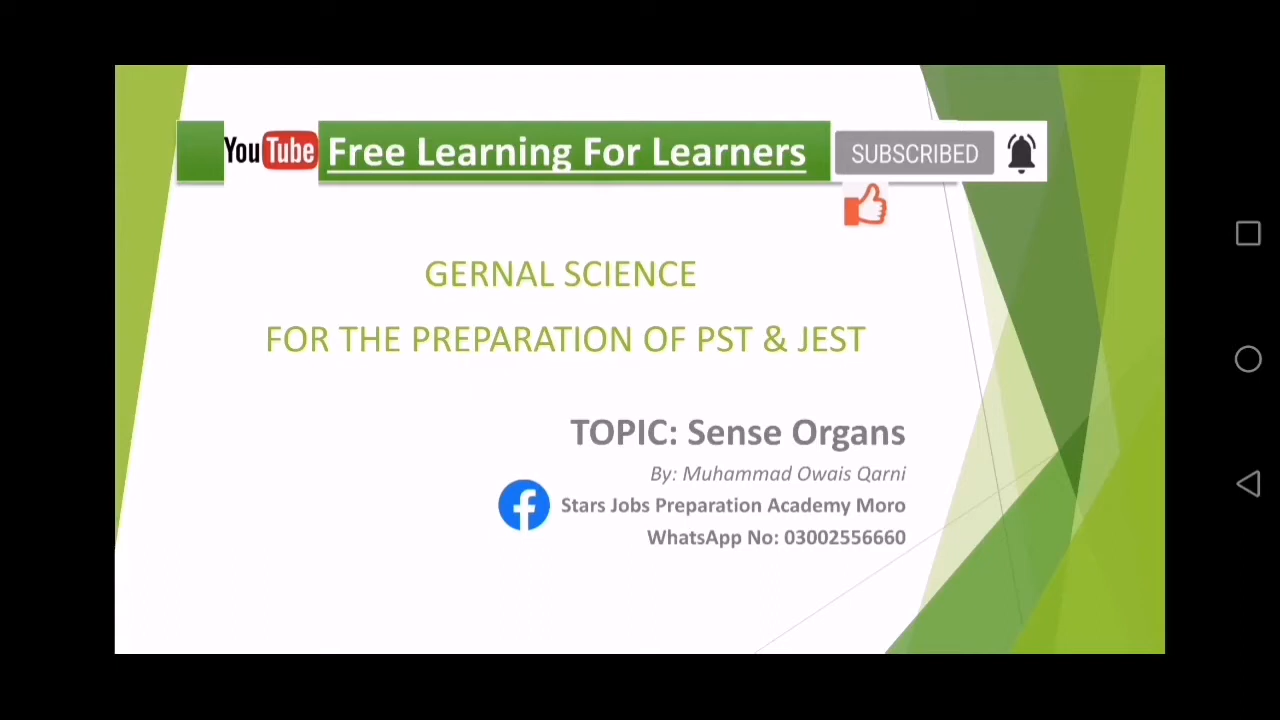 YouTube Free Learning For Learners SUBSCRIBED
GERNAL SCIENCE
FOR THE PREPARATION OF PST & JEST
TOPIC: Sense Organs
By: Muhammad Owais Qarni
Stars Jobs Preparation Academy Moro
WhatsApp No: 03002556660